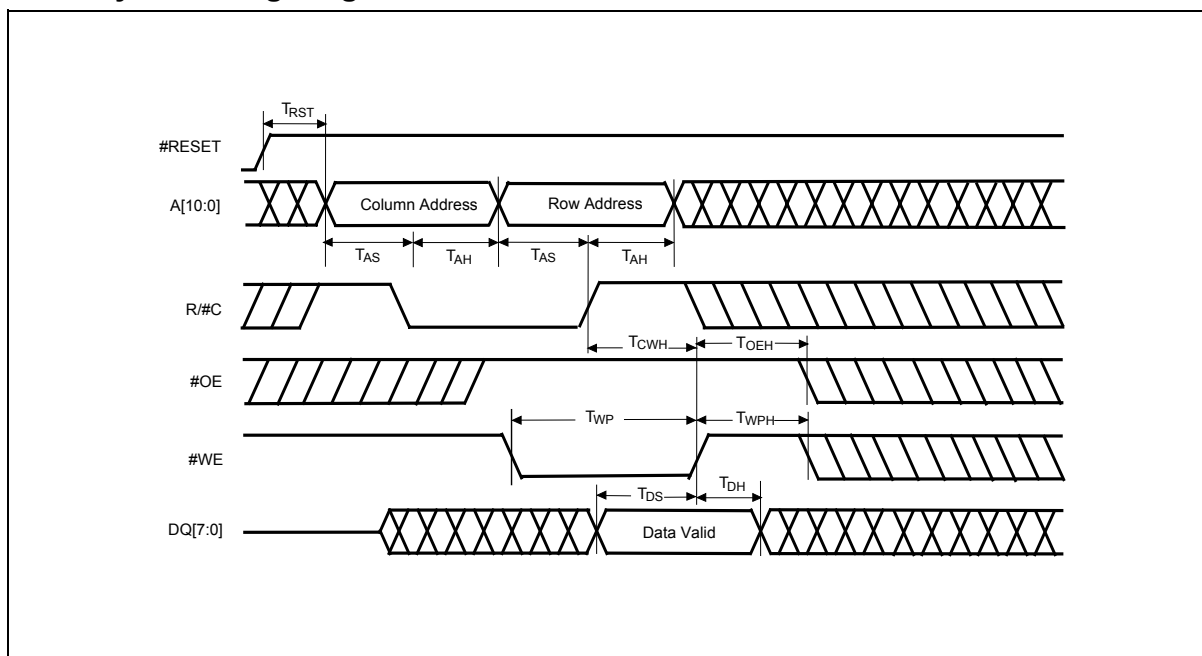 TRST
#RESET
A[10:0]
Column Address
Row Address
TAS
TAH
TAS
TAH
R/#C
TCWH
TOEH
#OE
TWP
TWPH
#WE
TDS
TDH
DQ[7:0]
Data Valid